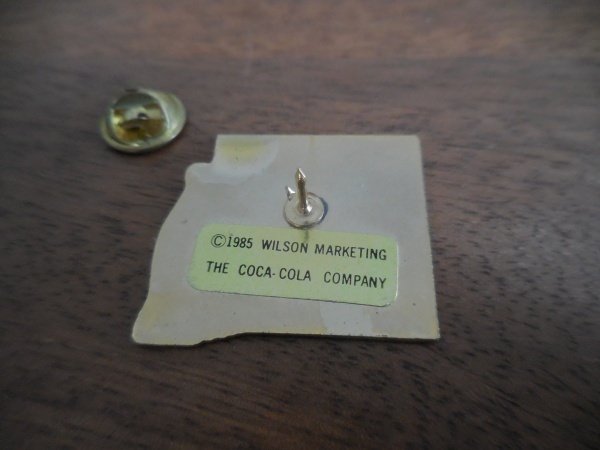 ©1985 WILSON MARKETING
THE COCA-COLA COMPANY